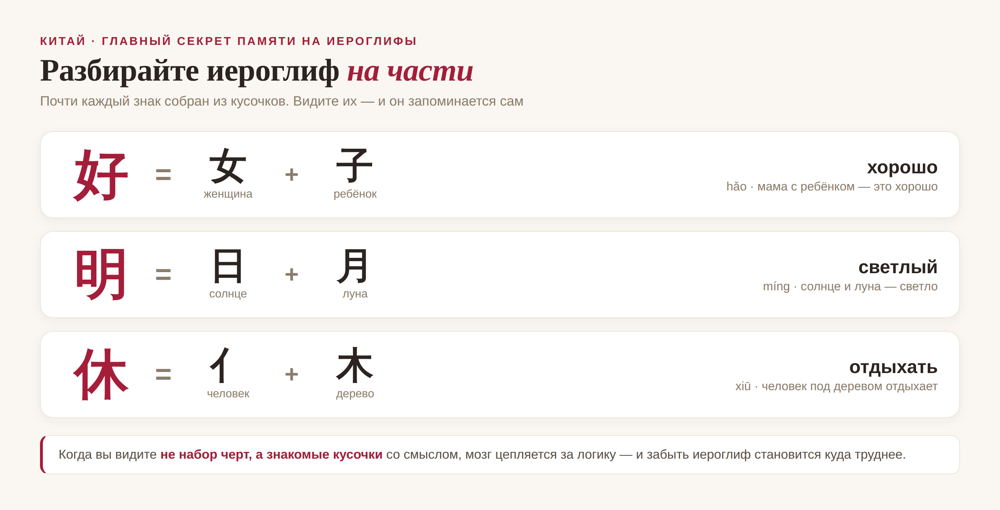 КИТАЙ · ГЛАВНЫЙ СЕКРЕТ ПАМЯТИ НА ИЕРОГЛИФЫ
Разбирайте иероглиф на части
Почти каждый знак собран из кусочков. Видите их — и он запоминается сам
好 = 女 + 子
женщина ребёнок
хорошо
hǎo · мама с ребёнком — это хорошо
明 = 日 + 月
солнце луна
светлый
míng · солнце и луна — светло
休 = 亻 + 木
человек дерево
отдыхать
xiū · человек под деревом отдыхает
Когда вы видите не набор черт, а знакомые кусочки со смыслом, мозг цепляется за логику — и забыть иероглиф становится куда труднее.